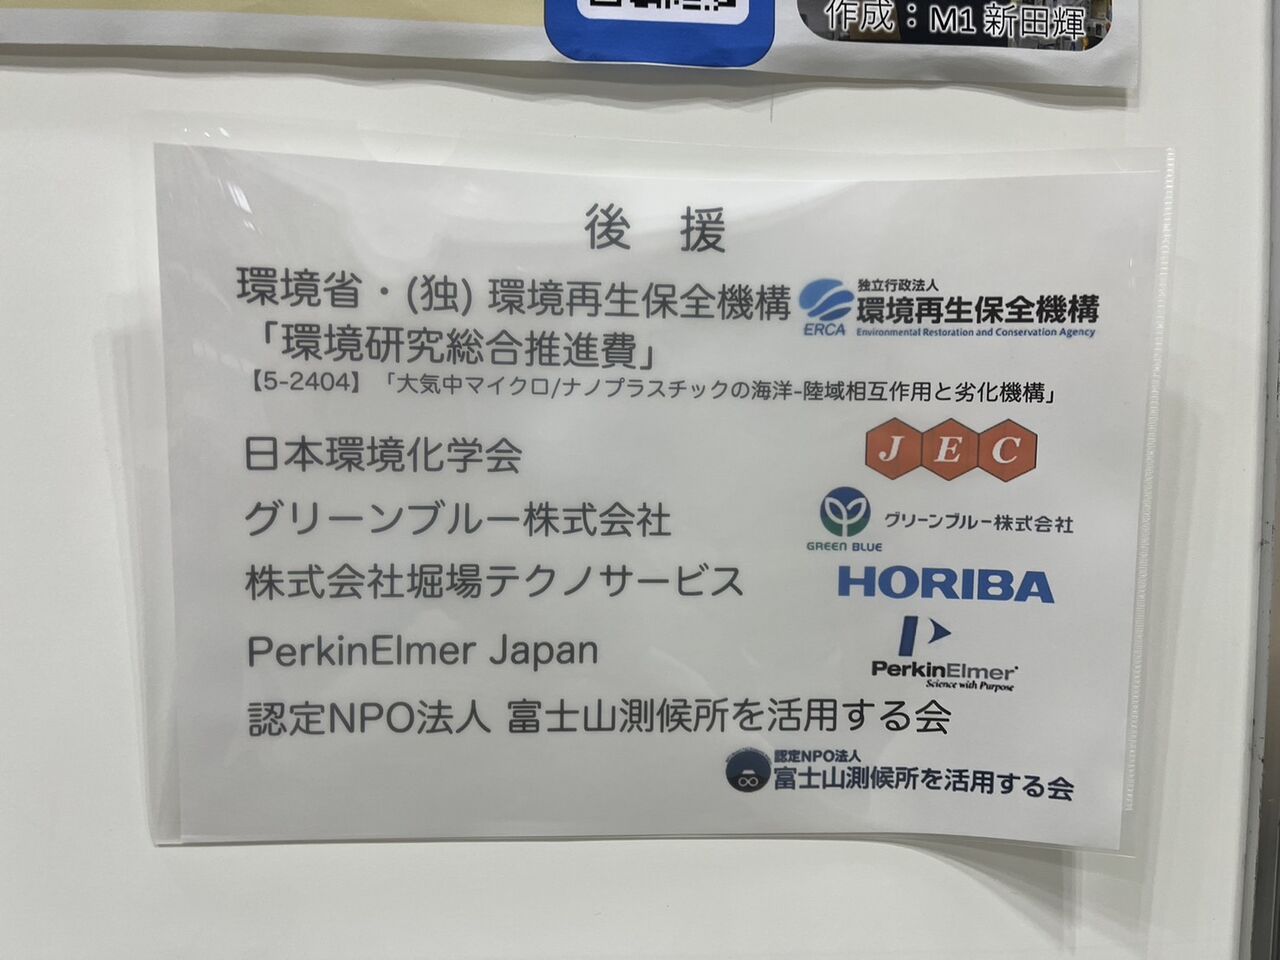 作成：M1 新田輝
後 援
環境省・(独) 環境再生保全機構
ERCA
独立行政法人
環境再生保全機構
Environmental Restoration and Conservation Agency
「環境研究総合推進費」
【5-2404】「大気中マイクロ/ナノプラスチックの海洋-陸域相互作用と劣化機構」
日本環境化学会
JEC
グリーンブルー株式会社
GREEN BLUE
グリーンブルー株式会社
株式会社堀場テクノサービス
HORIBA
PerkinElmer Japan
PerkinElmer
Science with Purpose
認定NPO法人 富士山測候所を活用する会
認定NPO法人
富士山測候所を活用する会